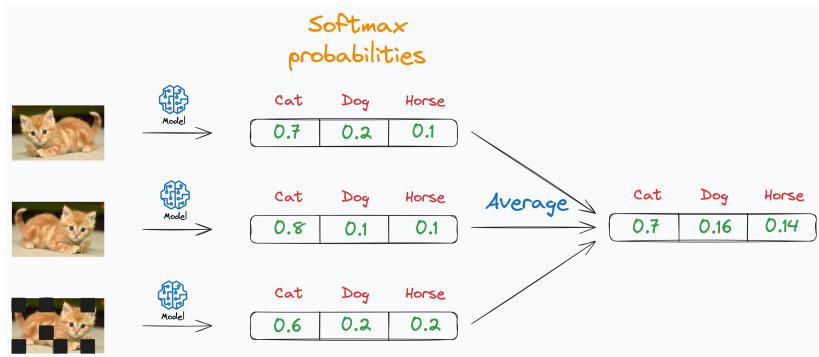 Softmax
probabilities
Cat Dog Horse
Model
0.7 0.2 0.1
Cat Dog Horse
Model
0.8 0.1 0.1
Average
Cat Dog Horse
0.7 0.16 0.14
Cat Dog Horse
Model
0.6 0.2 0.2